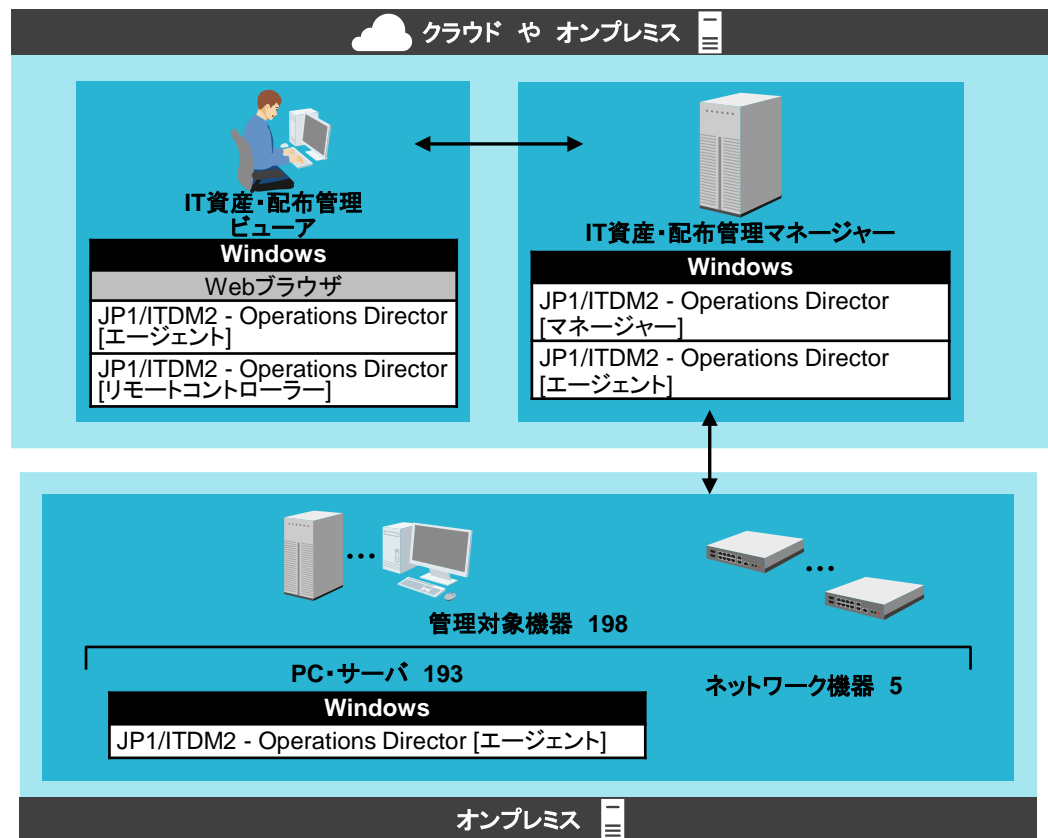 クラウド や オンプレミス
IT資産・配布管理
ビューア
Windows
Webブラウザ
JP1/ITDM2 - Operations Director
[エージェント]
JP1/ITDM2 - Operations Director
[リモートコントローラー]
IT資産・配布管理マネージャー
Windows
JP1/ITDM2 - Operations Director
[マネージャー]
JP1/ITDM2 - Operations Director
[エージェント]
…
…
管理対象機器 198
PC・サーバ 193
ネットワーク機器 5
Windows
JP1/ITDM2 - Operations Director [エージェント]
オンプレミス